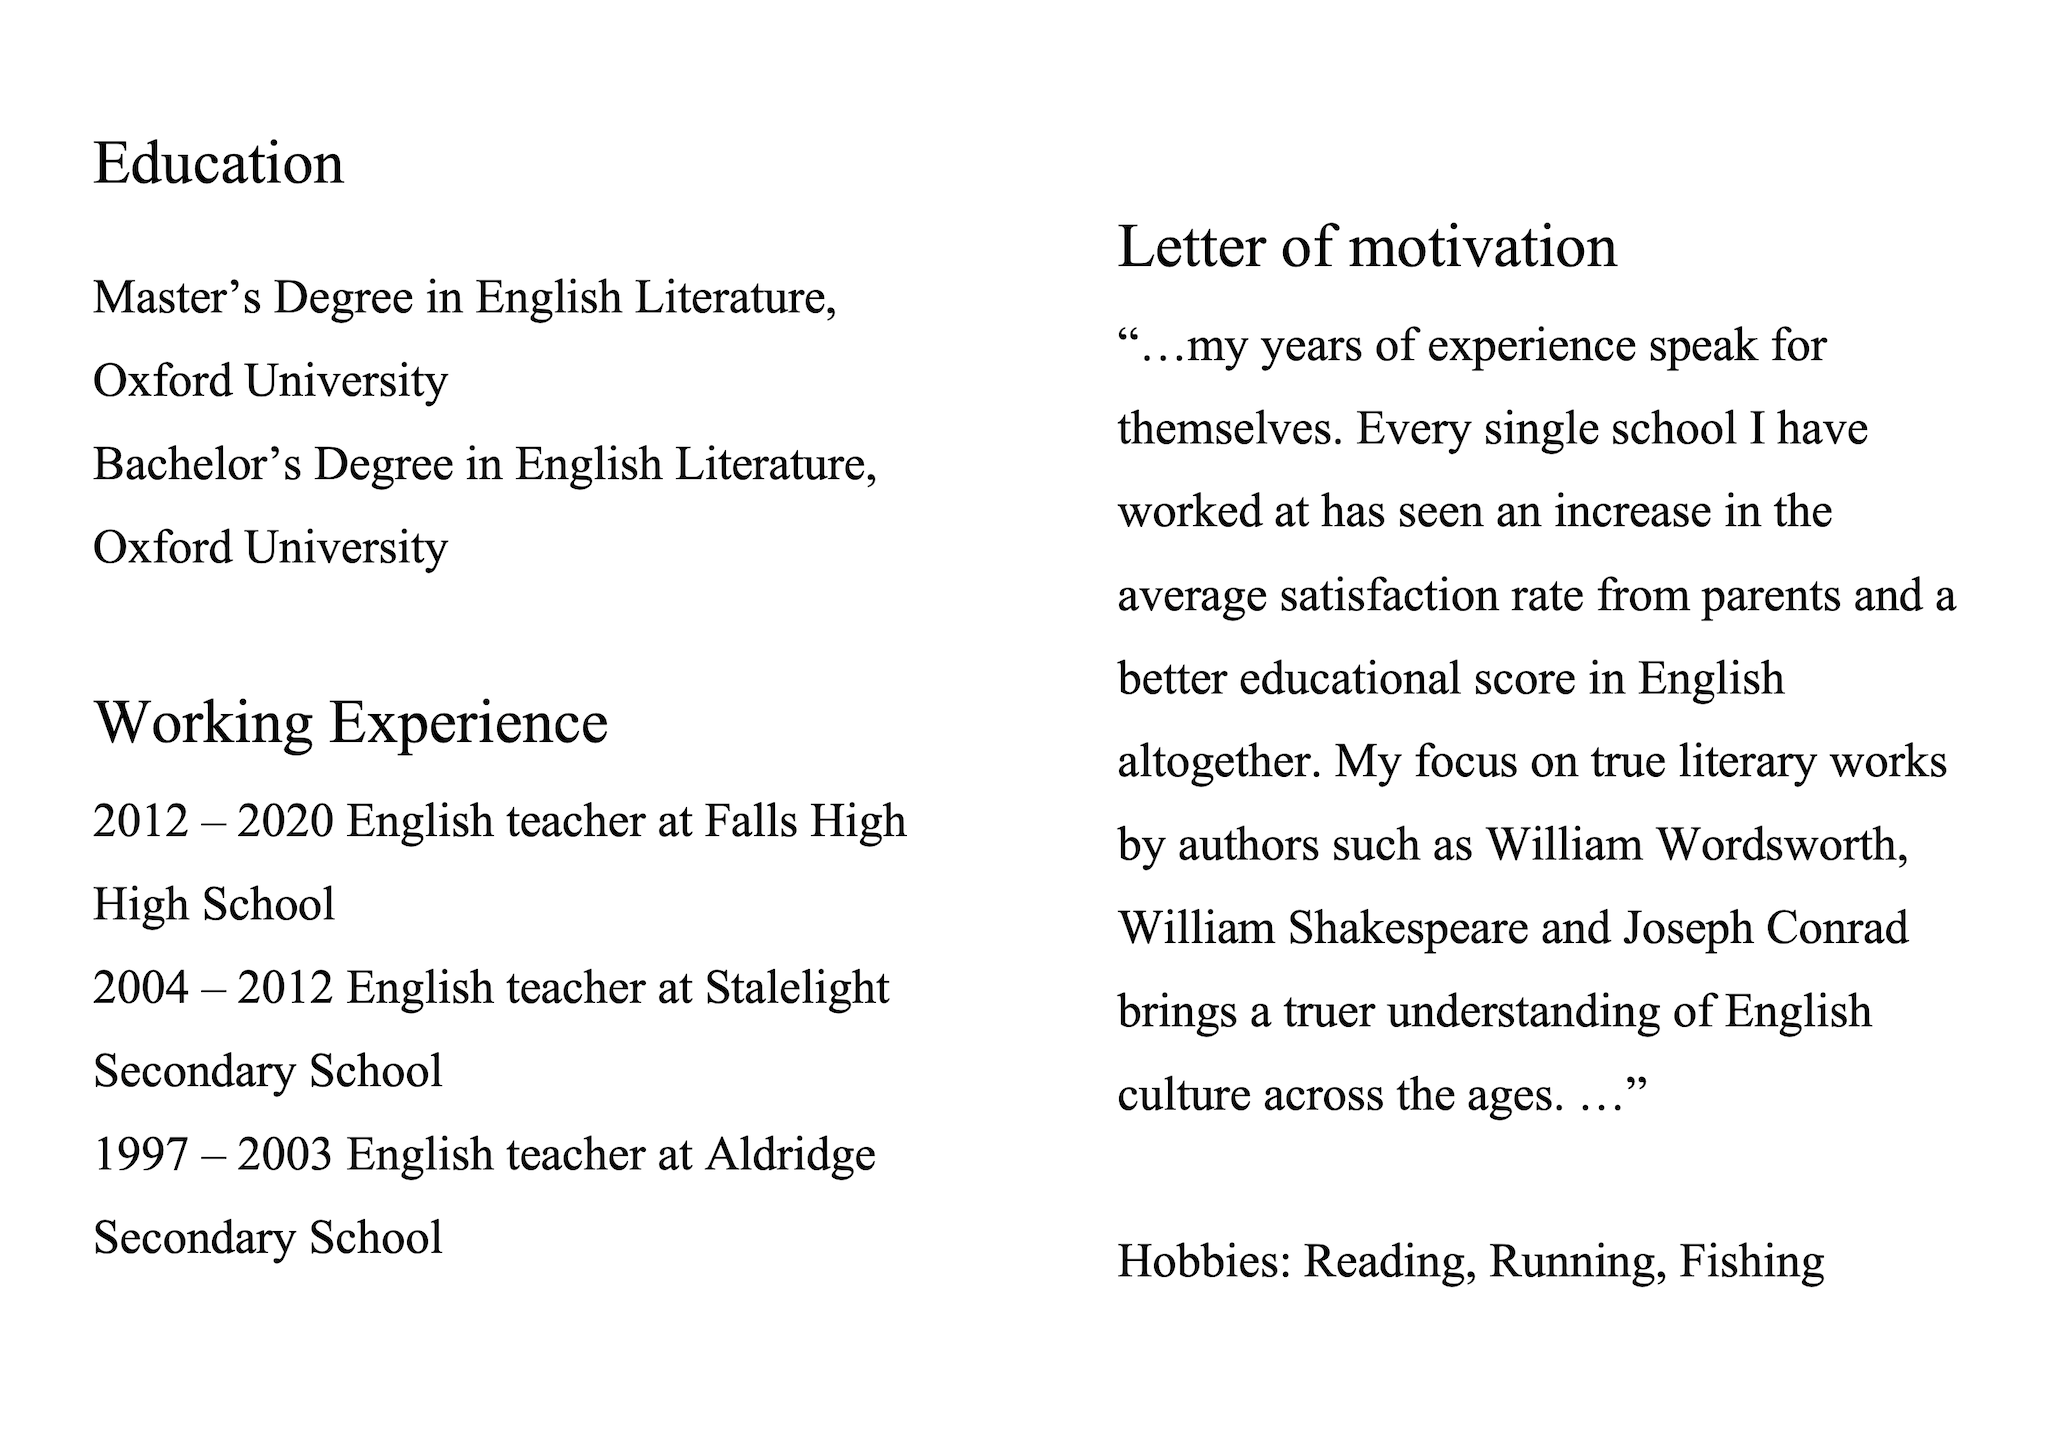 Education
Master’s Degree in English Literature,
Oxford University
Bachelor’s Degree in English Literature,
Oxford University
Working Experience
2012 – 2020 English teacher at Falls High
High School
2004 – 2012 English teacher at Stalelight
Secondary School
1997 – 2003 English teacher at Aldridge
Secondary School
Letter of motivation
“…my years of experience speak for
themselves. Every single school I have
worked at has seen an increase in the
average satisfaction rate from parents and a
better educational score in English
altogether. My focus on true literary works
by authors such as William Wordsworth,
William Shakespeare and Joseph Conrad
brings a truer understanding of English
culture across the ages. …”
Hobbies: Reading, Running, Fishing